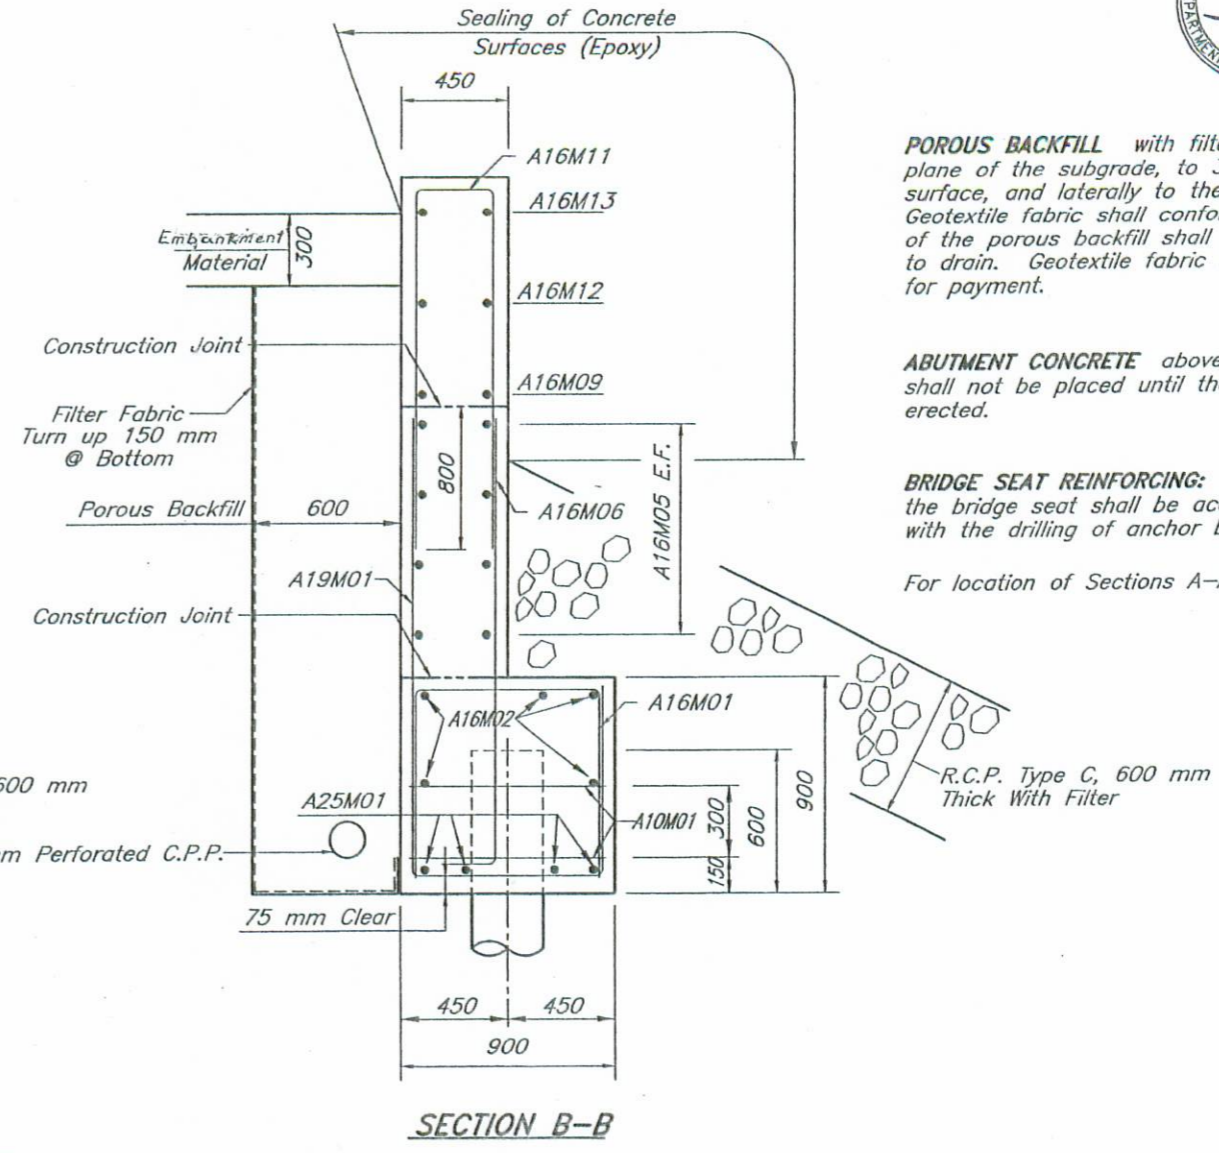 Sealing of Concrete
Surfaces (Epoxy)
450
A16M11
A16M13
Embankment
Material
300
A16M12
Construction Joint
A16M09
Filter Fabric
Turn up 150 mm
@ Bottom
800
A16M05 E.F.
Porous Backfill
600
A16M06
A19M01
Construction Joint
A16M02
A16M01
600 mm
A25M01
A10M01
300
150
600
900
R.C.P. Type C, 600 mm
Thick With Filter
Perforated C.P.P.
75 mm Clear
450
450
900
SECTION B-B
POROUS BACKFILL with
plane of the subgrade, to
surface, and laterally to the
Geotextile fabric shall
of the porous backfill shall
to drain. Geotextile fabric
for payment.
ABUTMENT CONCRETE above
shall not be placed until
erected.
BRIDGE SEAT REINFORCING:
the bridge seat shall be
with the drilling of anchor
For location of Sections